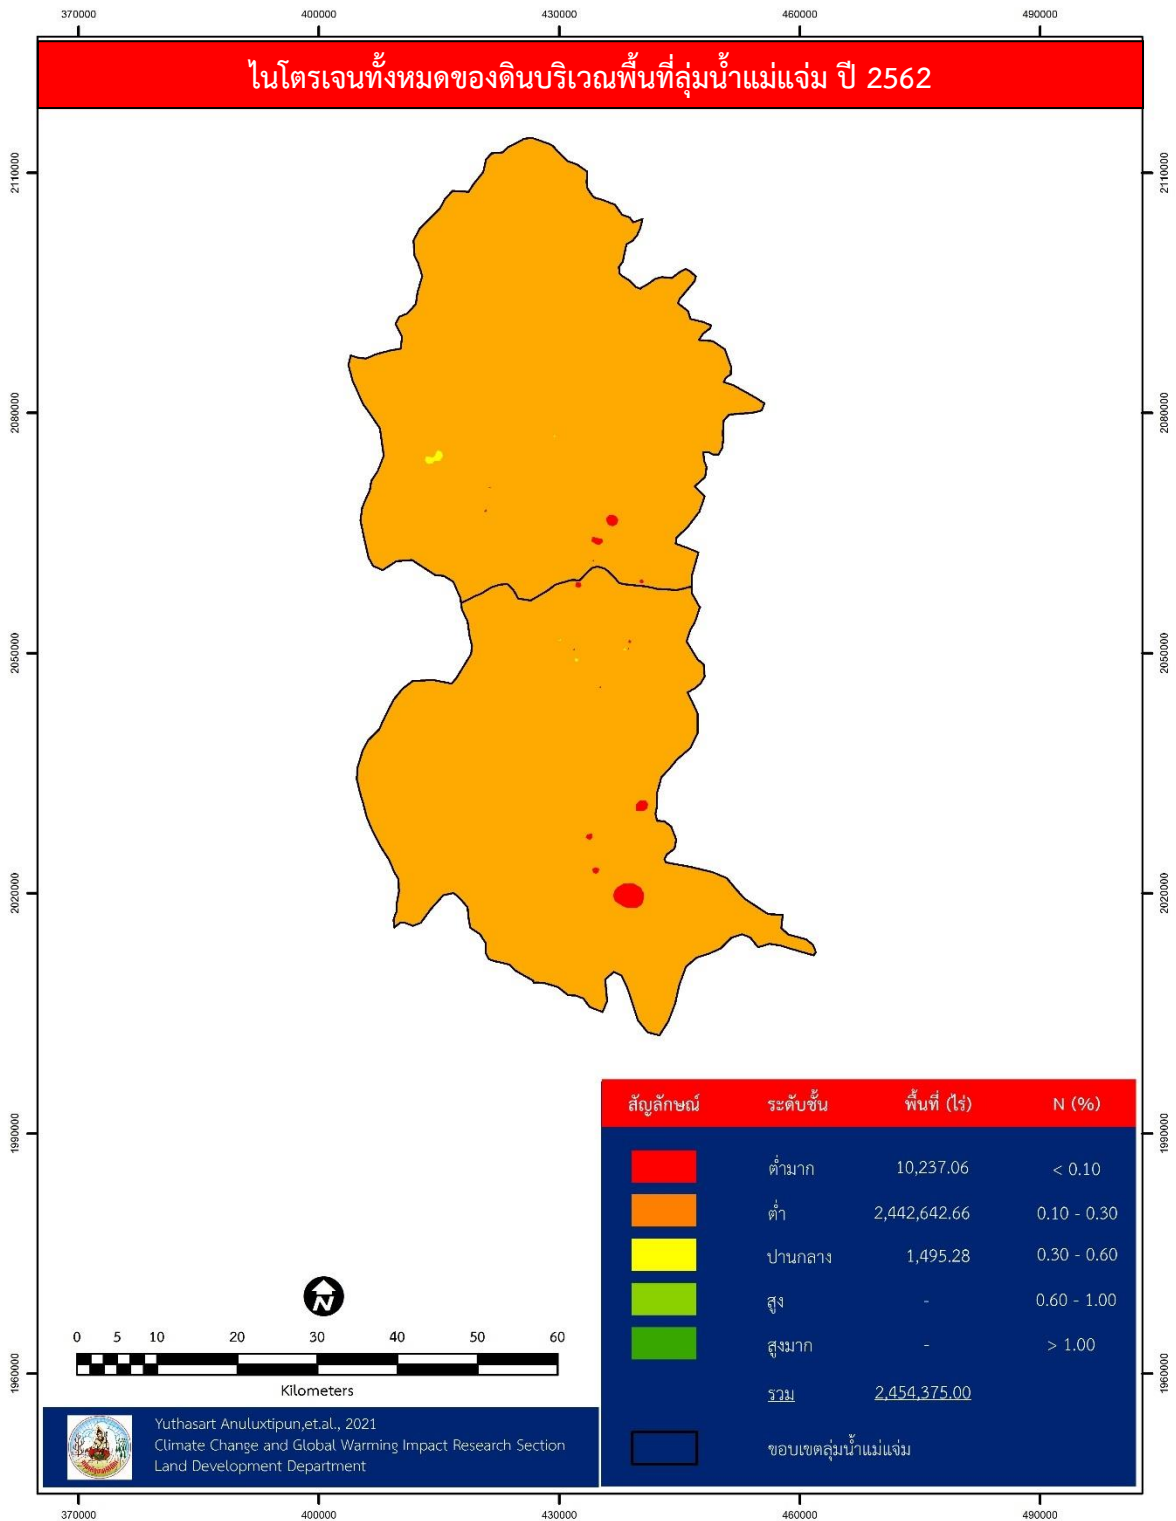 370000 400000 430000 460000 490000
ไนโตรเจนทั้งหมดของดินบริเวณพื้นที่ลุ่มน้ำแม่แจ่ม ปี 2562
2110000 2110000
2080000 2080000
2050000 2050000
2020000 2020000
1990000 1990000
1960000 1960000
สัญลักษณ์ ระดับชั้น พื้นที่ (ไร่) N (%)
ต่ำมาก 10,237.06 < 0.10
ต่ำ 2,442,642.66 0.10 - 0.30
ปานกลาง 1,495.28 0.30 - 0.60
สูง - 0.60 - 1.00
สูงมาก - > 1.00
รวม 2,454,375.00
ขอบเขตลุ่มน้ำแม่แจ่ม
N
0 5 10 20 30 40 50 60
Kilometers
Yuthasart Anuluxtipun,et.al., 2021
Climate Change and Global Warming Impact Research Section
Land Development Department
370000 400000 430000 460000 490000